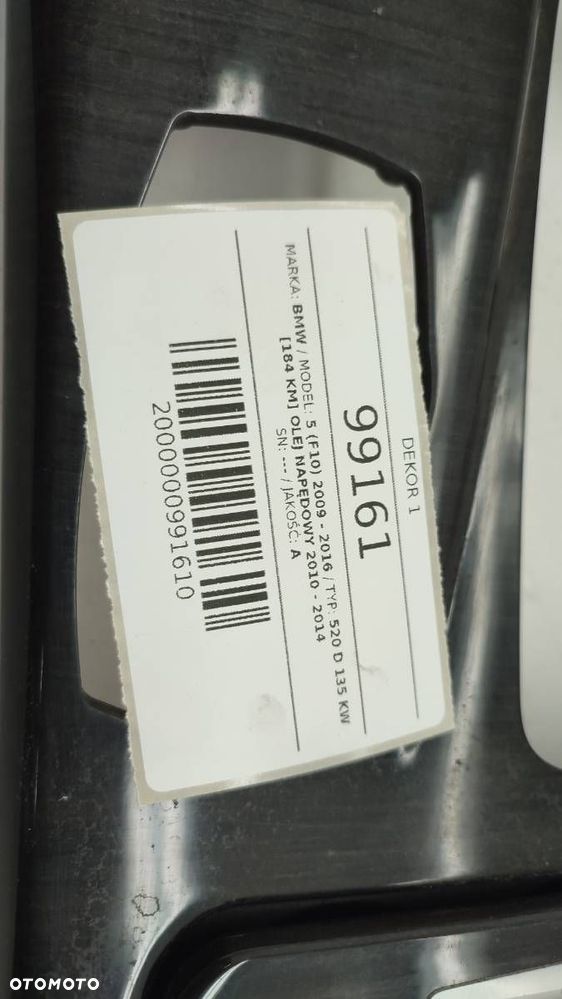 DEKOR 1
99161
MARKA: BMW / MODEL: 5 (F10) 2009 - 2016 / TYP: 520 D 135 KW
[184 KM] OLEJ NAPĘDOWY 2010 - 2014
SN: --- / JAKOŚĆ: A
2000000991610
OTOMOTO